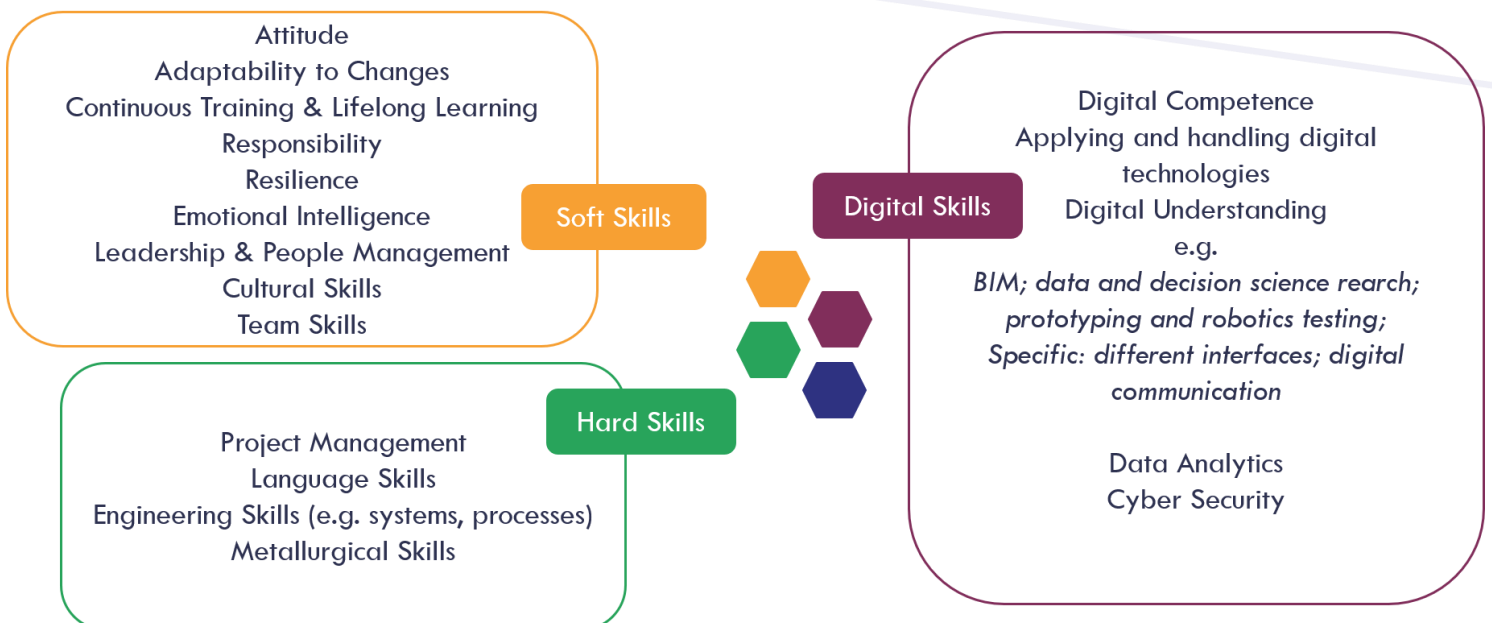 Attitude
Adaptability to Changes
Continuous Training & Lifelong Learning
Responsibility
Resilience
Emotional Intelligence
Leadership & People Management
Cultural Skills
Team Skills
Soft Skills
Project Management
Language Skills
Engineering Skills (e.g. systems, processes)
Metallurgical Skills
Hard Skills
Digital Skills
Digital Competence
Applying and handling digital
technologies
Digital Understanding
e.g.
BIM; data and decision science rearch;
prototyping and robotics testing;
Specific: different interfaces; digital
communication
Data Analytics
Cyber Security